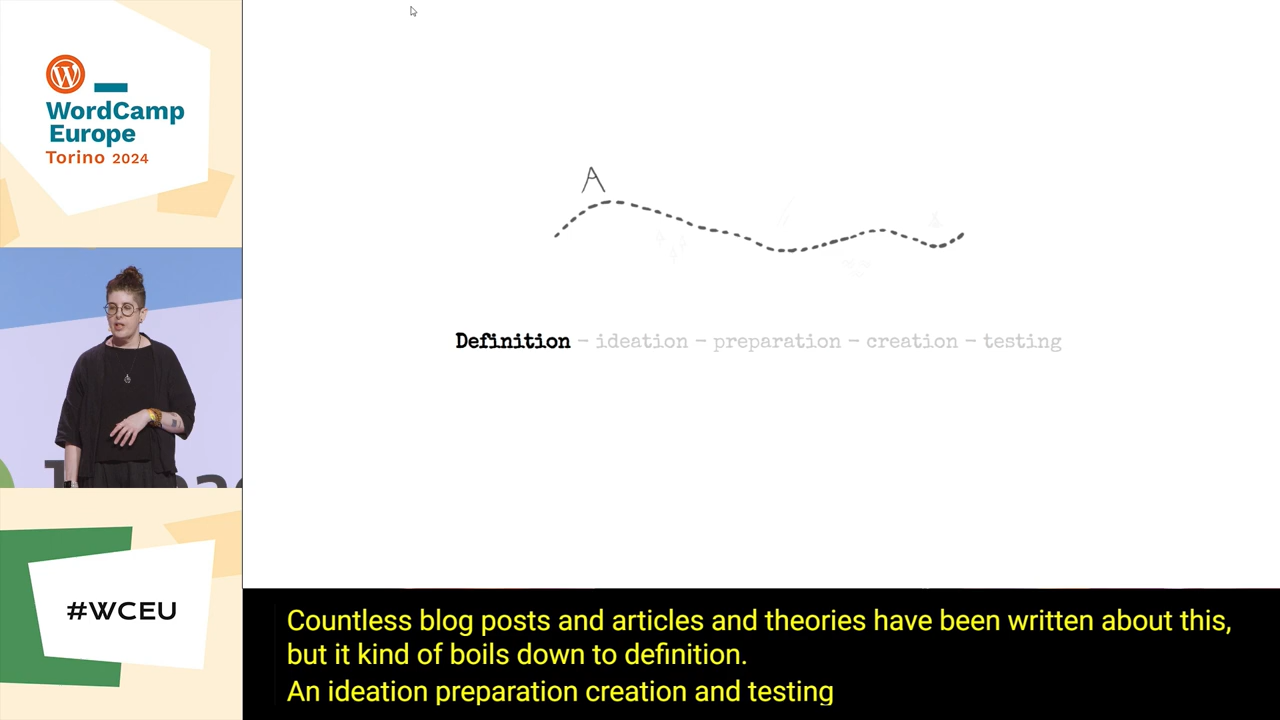 WordCamp
Europe
Torino 2024
A
Definition - ideation - preparation - creation - testing
#WCEU
Countless blog posts and articles and theories have been written about this,
but it kind of boils down to definition.
An ideation preparation creation and testing